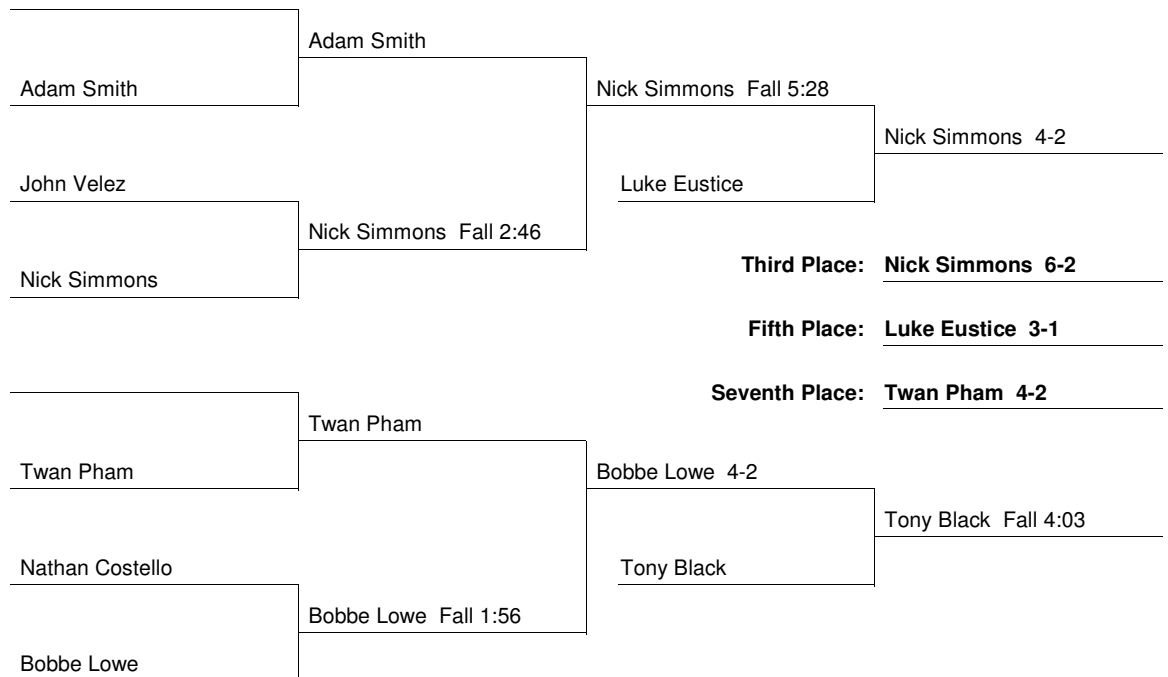 Adam Smith
Adam Smith
Nick Simmons Fall 5:28
Nick Simmons 4-2
John Velez
Luke Eustice
Nick Simmons Fall 2:46
Third Place: Nick Simmons 6-2
Nick Simmons
Fifth Place: Luke Eustice 3-1
Seventh Place: Twan Pham 4-2
Twan Pham
Twan Pham
Bobbe Lowe 4-2
Tony Black Fall 4:03
Nathan Costello
Tony Black
Bobbe Lowe Fall 1:56
Bobbe Lowe